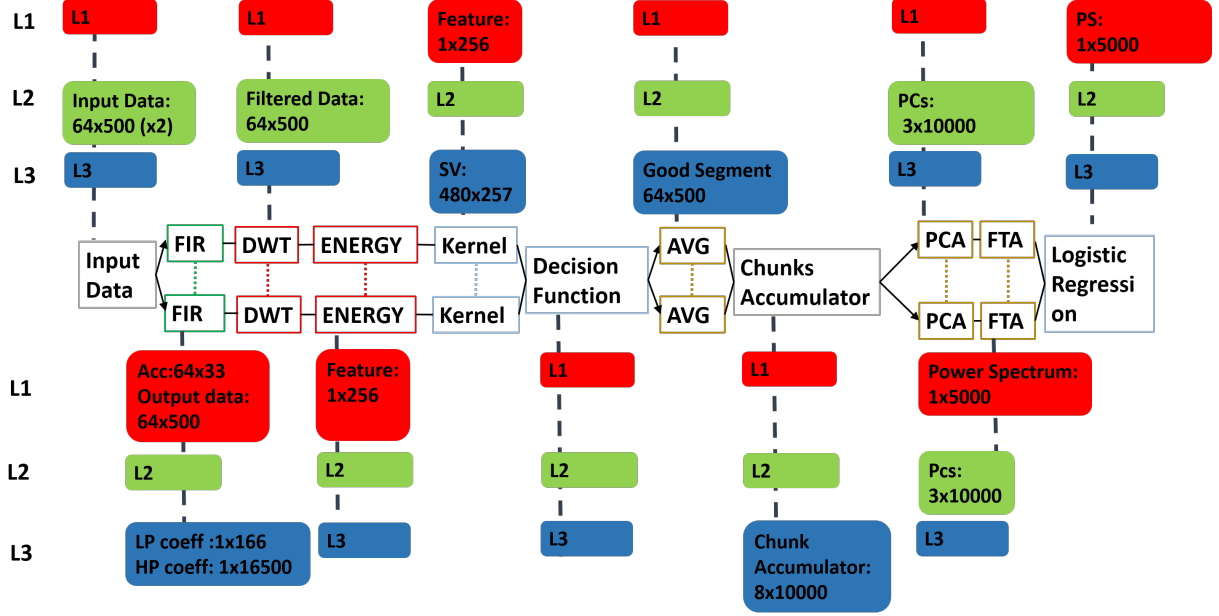 L1
L1
L1
Feature:
1x256
L1
L1
PS:
1x5000
L2
Input Data:
64x500 (x2)
Filtered Data:
64x500
L2
L2
PCs:
3x10000
L2
L3
L3
L3
SV:
480x257
Good Segment
64x500
L3
L3
Input
Data
FIR
DWT
ENERGY
Kernel
FIR
DWT
ENERGY
Kernel
Decision
Function
AVG
AVG
Chunks
Accumulator
PCA
FTA
PCA
FTA
Logistic
Regressi
on
L1
Acc:64x33
Output data:
64x500
Feature:
1x256
L1
L1
Power Spectrum:
1x5000
L2
L2
L2
L2
L2
Pcs:
3x10000
L3
LP coeff :1x166
HP coeff: 1x16500
L3
L3
Chunk
Accumulator:
8x10000
L3